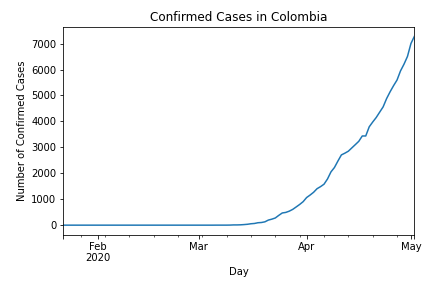 Confirmed Cases in Colombia
Number of Confirmed Cases
7000
6000
5000
4000
3000
2000
1000
0
Feb
2020
Mar
Apr
May
Day